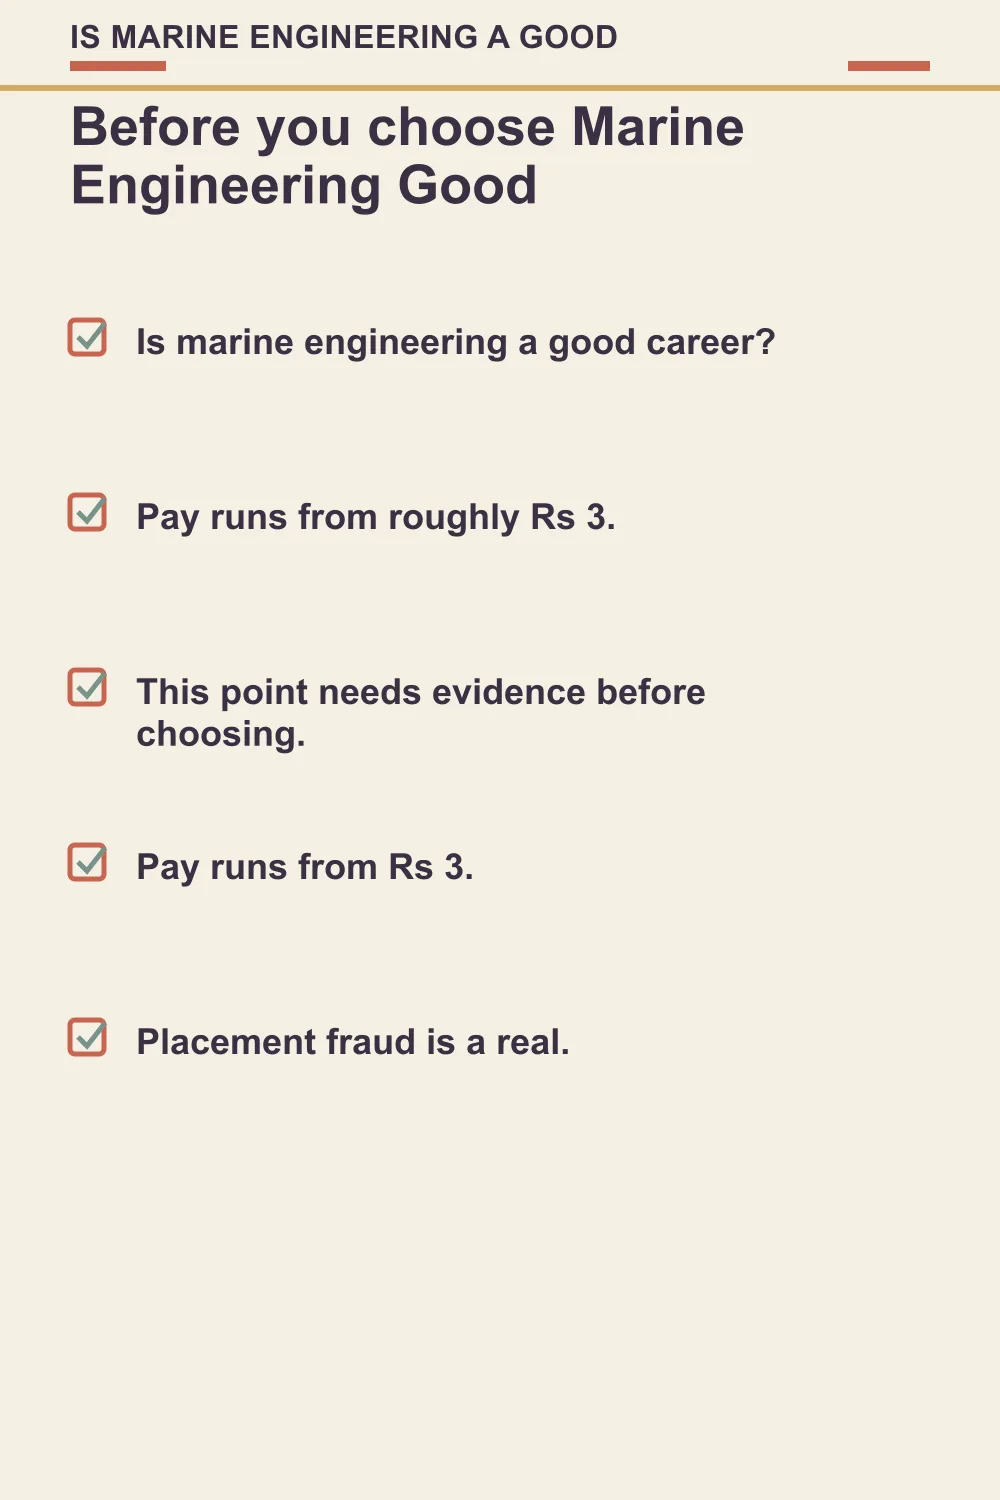 IS MARINE ENGINEERING A GOOD
Before you choose Marine
Engineering Good
Is marine engineering a good career?
Pay runs from roughly Rs 3.
This point needs evidence before
choosing.
Pay runs from Rs 3.
Placement fraud is a real.